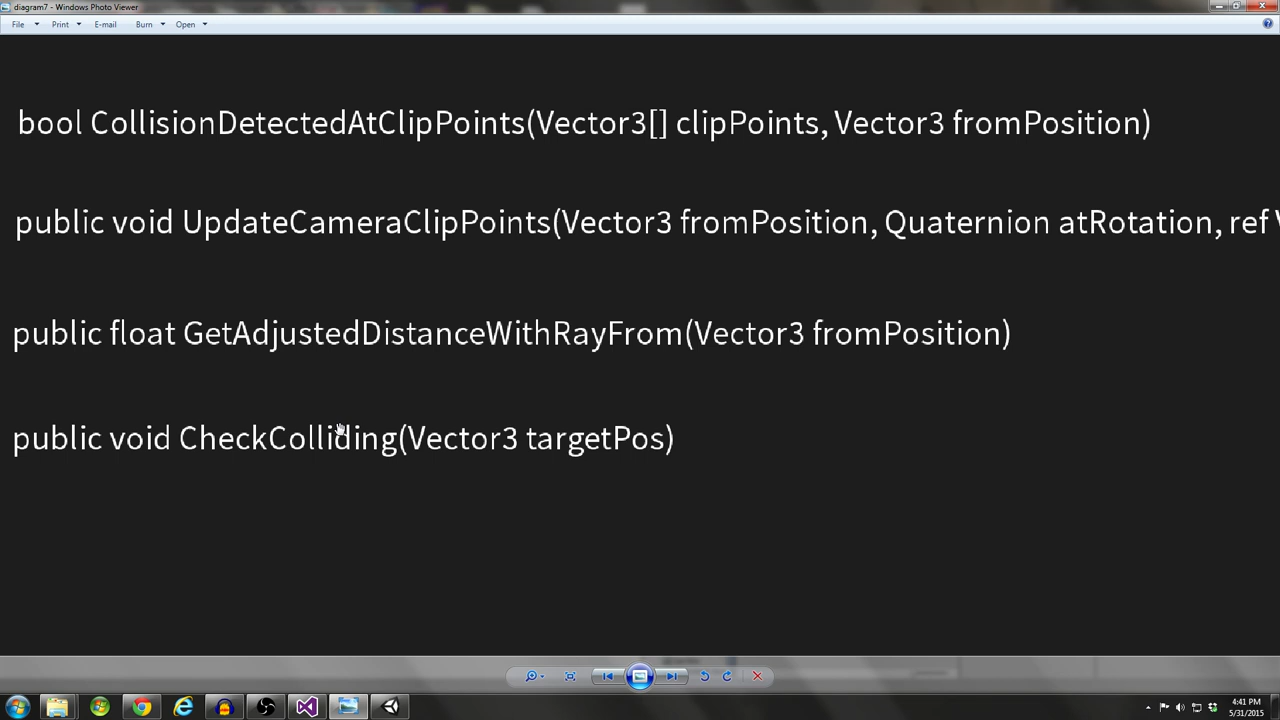 diagram7 - Windows Photo Viewer
File Print E-mail Burn Open
bool CollisionDetectedAtClipPoints(Vector3[] clipPoints, Vector3 fromPosition)
public void UpdateCameraClipPoints(Vector3 fromPosition, Quaternion atRotation, ref V
public float GetAdjustedDistanceWithRayFrom(Vector3 fromPosition)
public void CheckColliding(Vector3 targetPos)
4:41 PM
5/31/2015